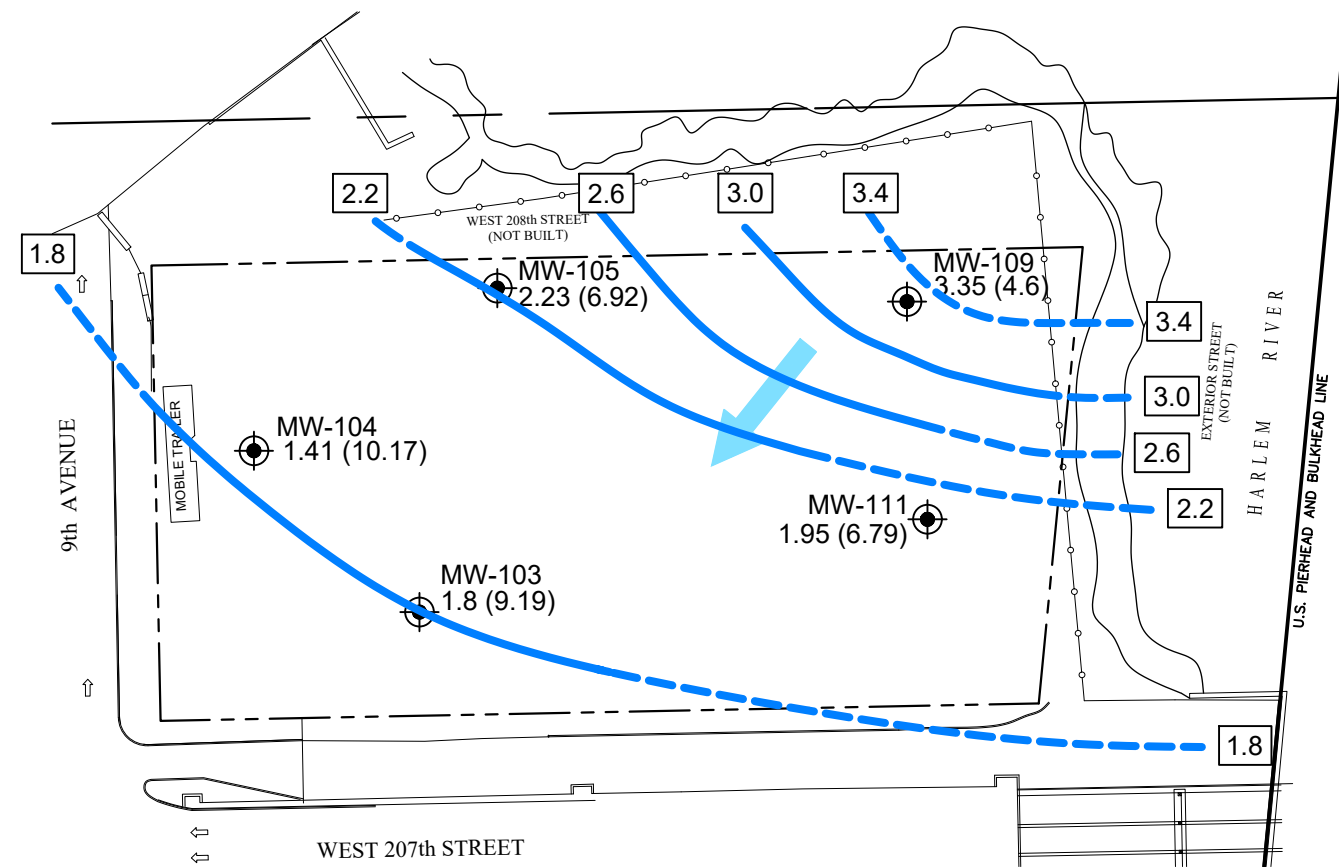 2.2
2.6
3.0
3.4
WEST 208th STREET
(NOT BUILT)
1.8
MW-105
2.23 (6.92)
MW-109
3.35 (4.6)
3.4
EXTERIOR STREET
(NOT BUILT)
HARLEM RIVER
U.S. PIERHEAD AND BULKHEAD LINE
3.0
2.6
2.2
9th AVENUE
MOBILE TRAILER
MW-104
1.41 (10.17)
MW-111
1.95 (6.79)
MW-103
1.8 (9.19)
1.8
WEST 207th STREET